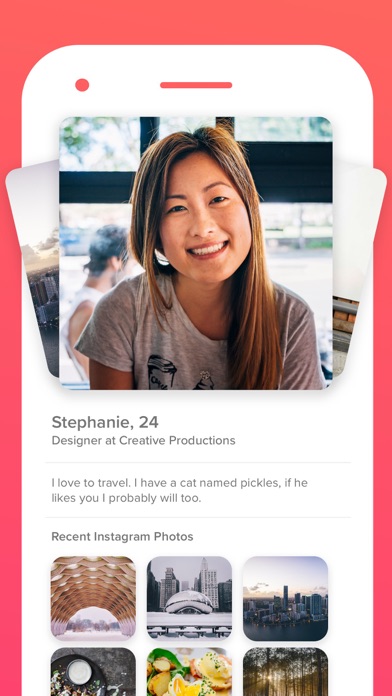 Stephanie, 24
Designer at Creative Productions
I love to travel. I have a cat named pickles, if he
likes you I probably will too.
Recent Instagram Photos